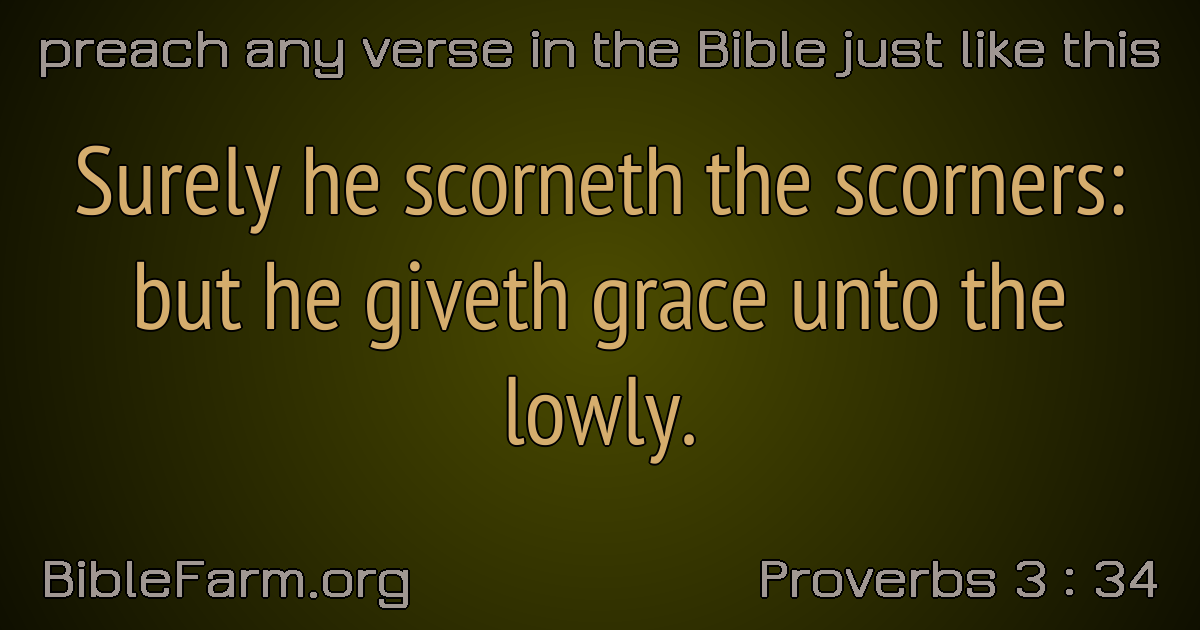 preach any verse in the Bible just like this
Surely he scorneth the scorners:
but he giveth grace unto the
lowly.
BibleFarm.org
Proverbs 3 : 34